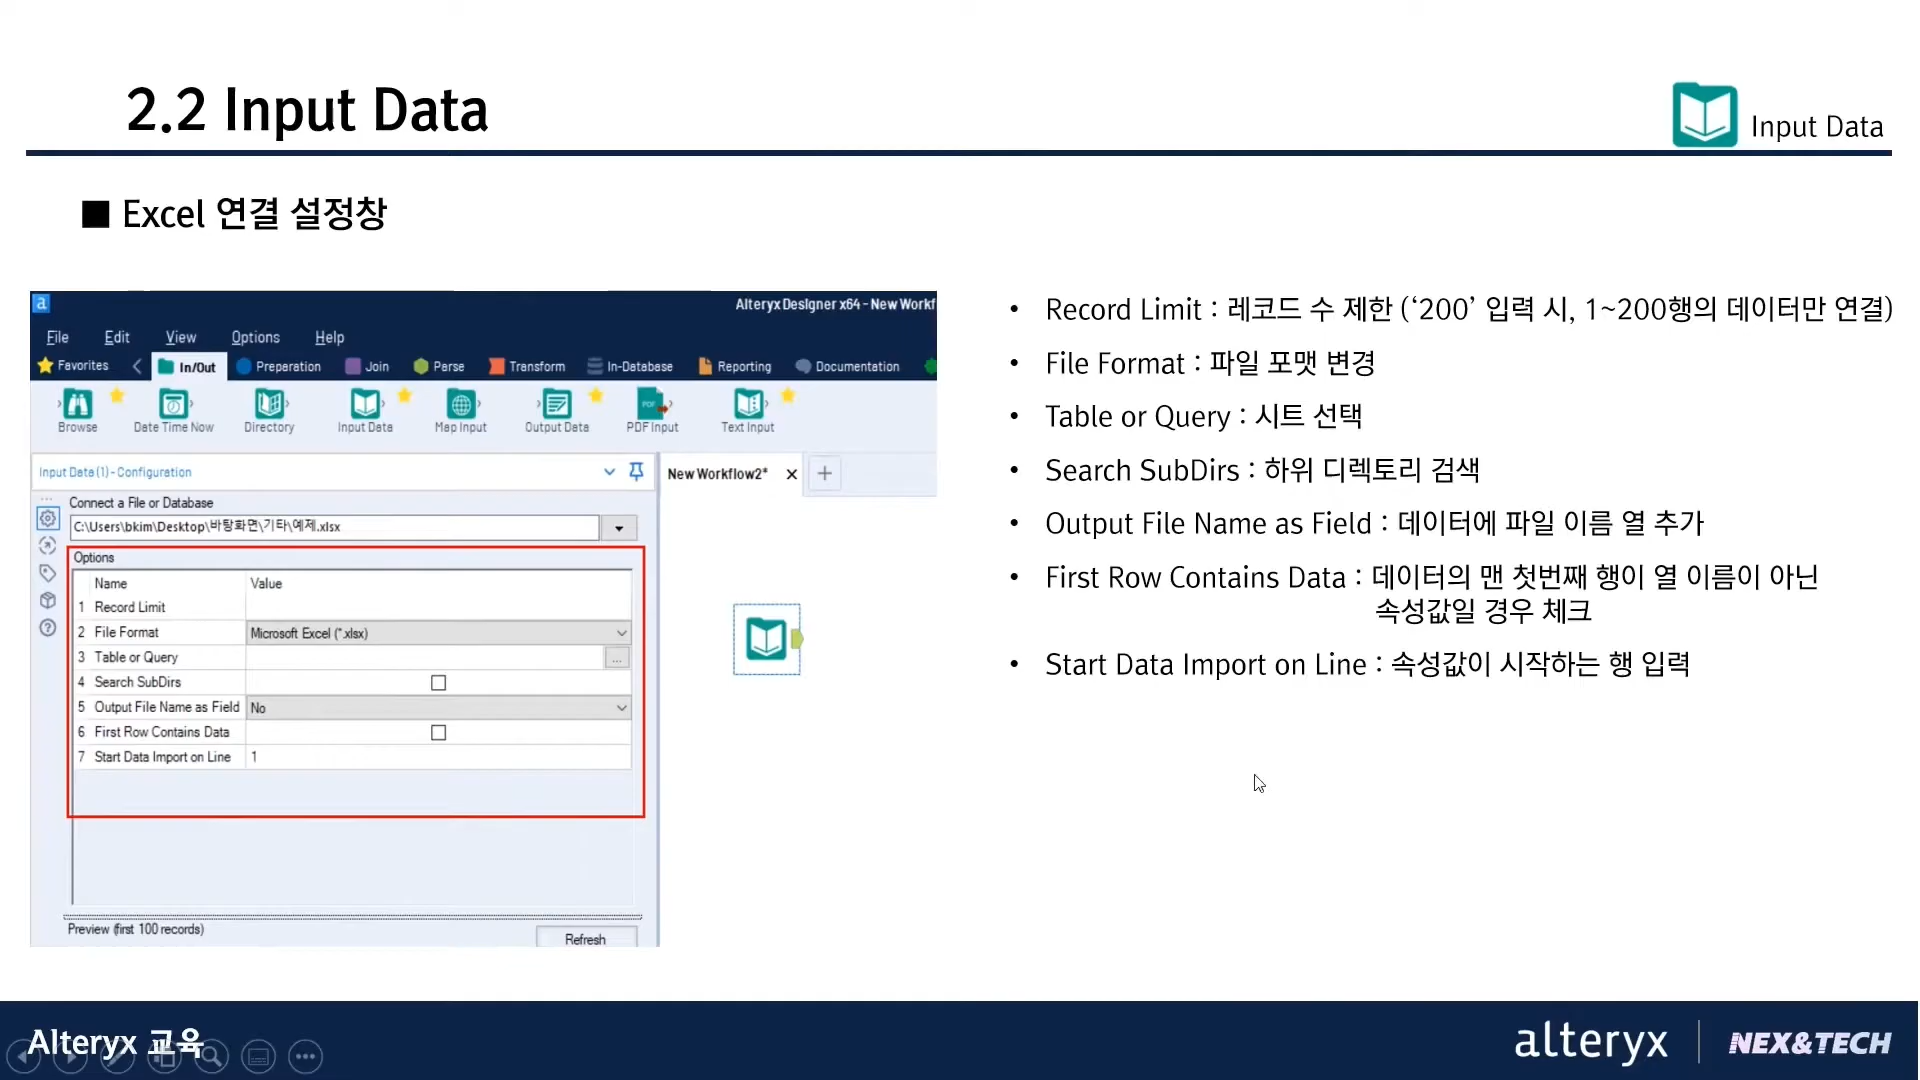 2.2 Input Data
Input Data
■ Excel 연결 설정창
a
Alteryx Designer x64 - New Workf
File Edit View Options Help
Favorites In/Out Preparation Join Parse Transform In-Database Reporting Documentation
Browse Date Time Now Directory Input Data Map Input Output Data PDF Input Text Input
Input Data (1) - Configuration
New Workflow2*
Connect a File or Database
C:\Users\bkim\Desktop\바탕화면\기타\예제.xlsx
Options
Name Value
1 Record Limit
2 File Format Microsoft Excel (*.xlsx)
3 Table or Query ...
4 Search SubDirs
5 Output File Name as Field No
6 First Row Contains Data
7 Start Data Import on Line 1
Preview (first 100 records)
Refresh
• Record Limit : 레코드 수 제한 (‘200’ 입력 시, 1~200행의 데이터만 연결)
• File Format : 파일 포맷 변경
• Table or Query : 시트 선택
• Search SubDirs : 하위 디렉토리 검색
• Output File Name as Field : 데이터에 파일 이름 열 추가
• First Row Contains Data : 데이터의 맨 첫번째 행이 열 이름이 아닌
속성값일 경우 체크
• Start Data Import on Line : 속성값이 시작하는 행 입력
Alteryx 교육
alteryx
NEX&TECH